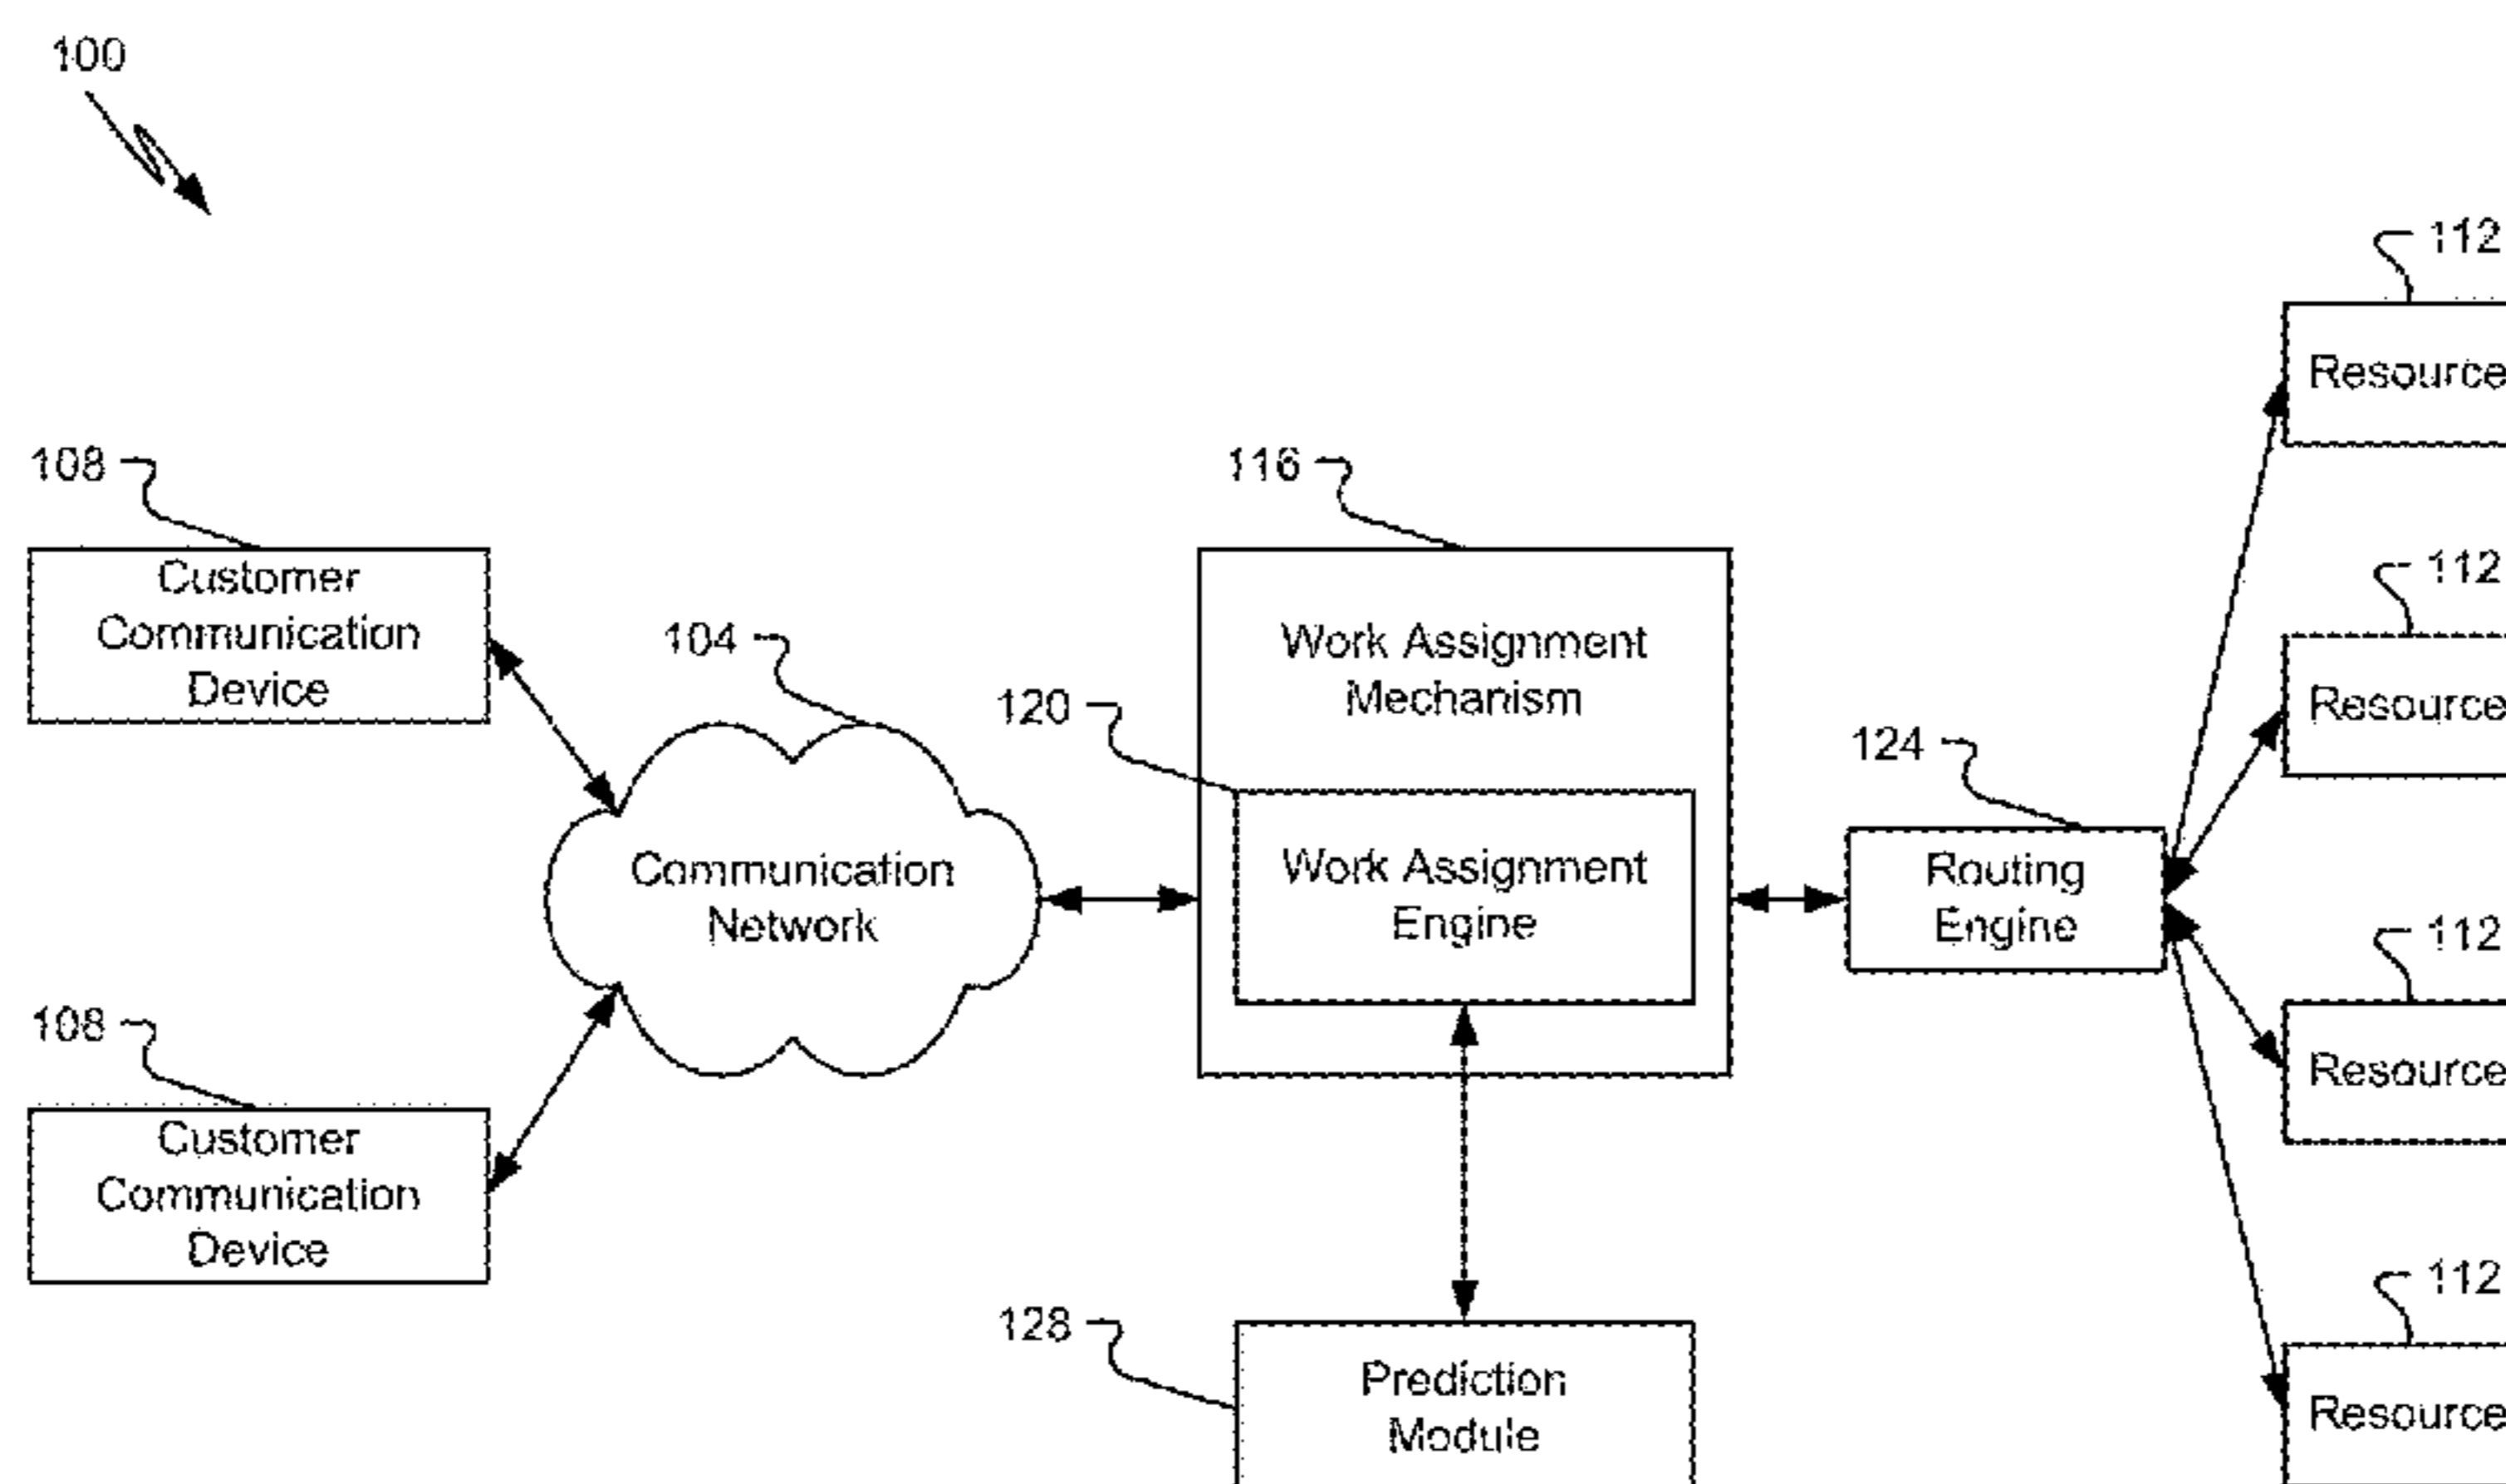 100
112
Resource
108
116
Customer
Communication
Device
112
104
Work Assignment
Mechanism
Resource
120
124
Communication
Network
Work Assignment
Engine
Routing
Engine
112
108
Resource
Customer
Communication
Device
112
128
Prediction
Module
Resource